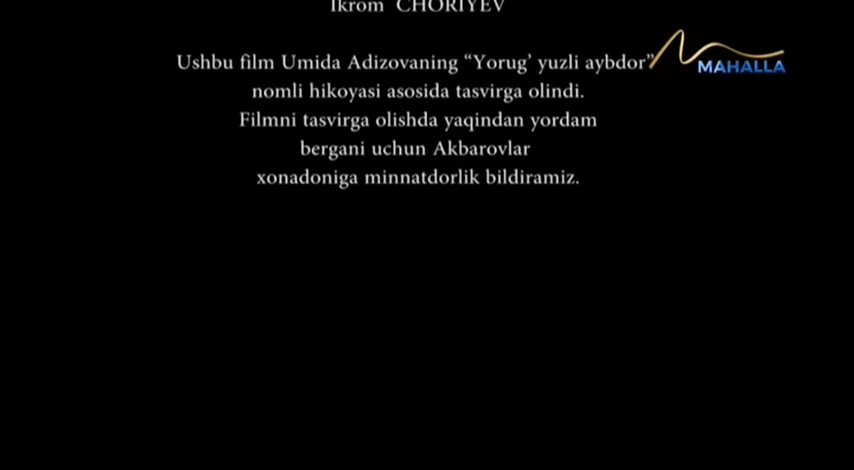 Ikrom CHORIYEV
Ushbu film Umida Adizovaning “Yorug’ yuzli aybdor”
nomli hikoyasi asosida tasvirga olindi.
Filmni tasvirga olishda yaqindan yordam
bergani uchun Akbarovlar
xonadoniga minnatdorlik bildiramiz.
MAHALLA